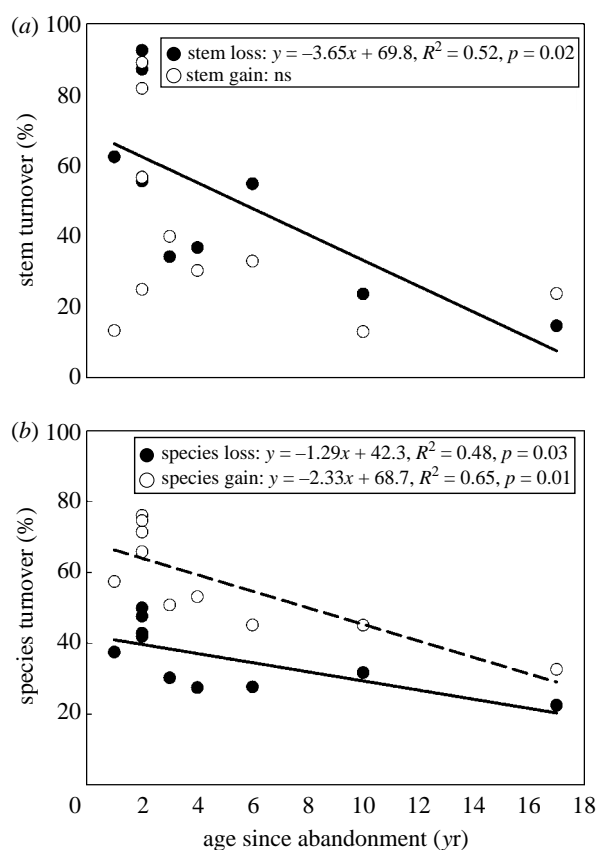 (a)
100
80
60
40
20
0
stem turnover (%)
stem loss: y = –3.65x + 69.8, R² = 0.52, p = 0.02
stem gain: ns
(b)
100
80
60
40
20
species turnover (%)
species loss: y = –1.29x + 42.3, R² = 0.48, p = 0.03
species gain: y = –2.33x + 68.7, R² = 0.65, p = 0.01
0 2 4 6 8 10 12 14 16 18
age since abandonment (yr)